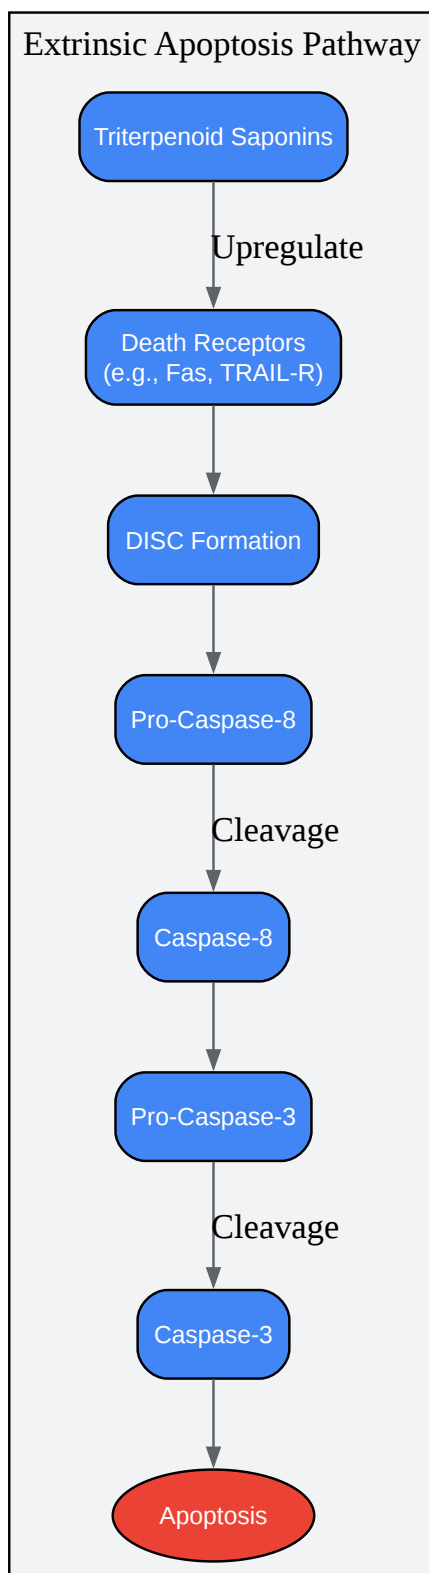 Extrinsic Apoptosis Pathway
Triterpenoid Saponins
Upregulate
Death Receptors
(e.g., Fas, TRAIL-R)
DISC Formation
Pro-Caspase-8
Cleavage
Caspase-8
Pro-Caspase-3
Cleavage
Caspase-3
Apoptosis